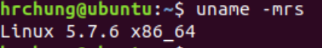 hrchung@ubuntu:~$ uname -mrs
Linux 5.7.6 x86_64